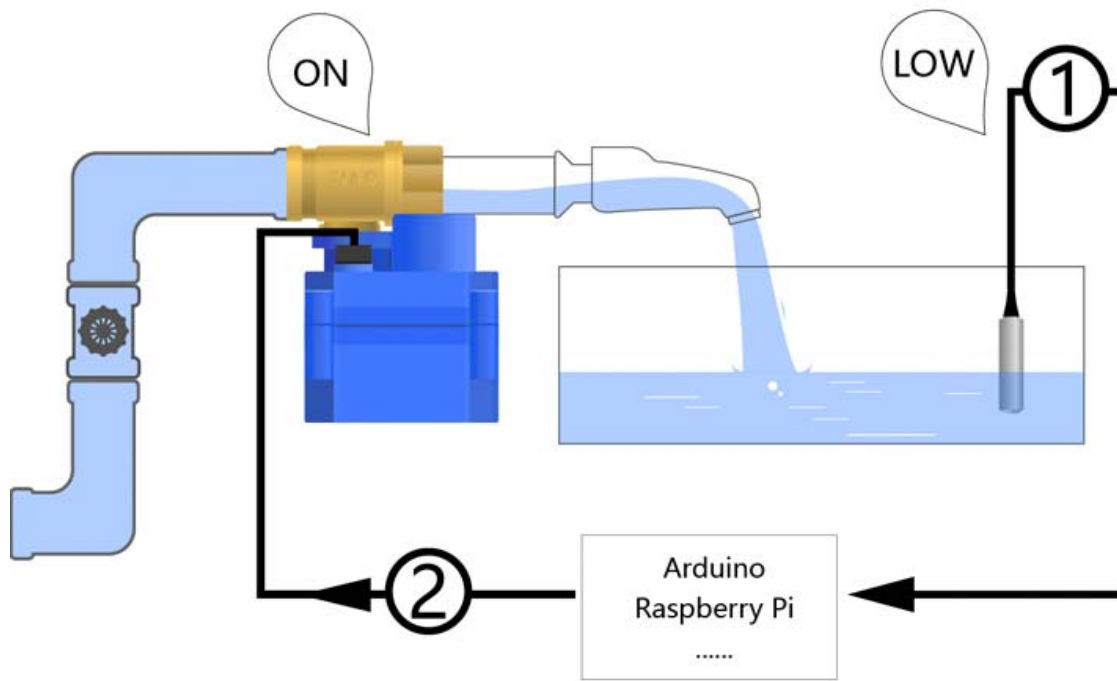 ON
LOW
1
2
Arduino
Raspberry Pi
......